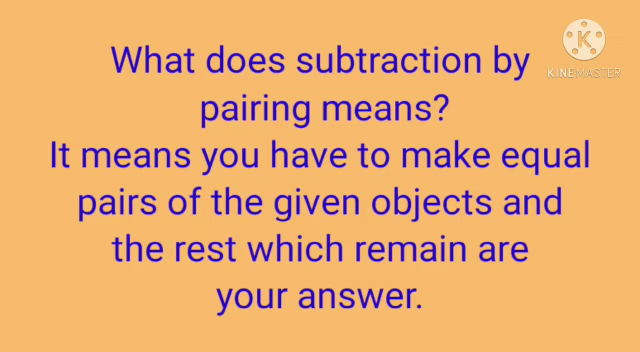 What does subtraction by
pairing means?
It means you have to make equal
pairs of the given objects and
the rest which remain are
your answer.
K
KINEMASTER